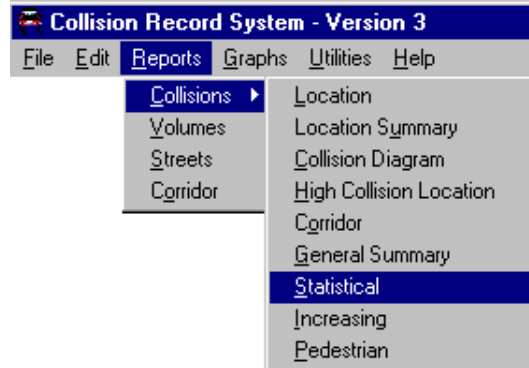 Collision Record System - Version 3
File Edit Reports Graphs Utilities Help
Collisions
Volumes
Streets
Corridor
Location
Location Summary
Collision Diagram
High Collision Location
Corridor
General Summary
Statistical
Increasing
Pedestrian